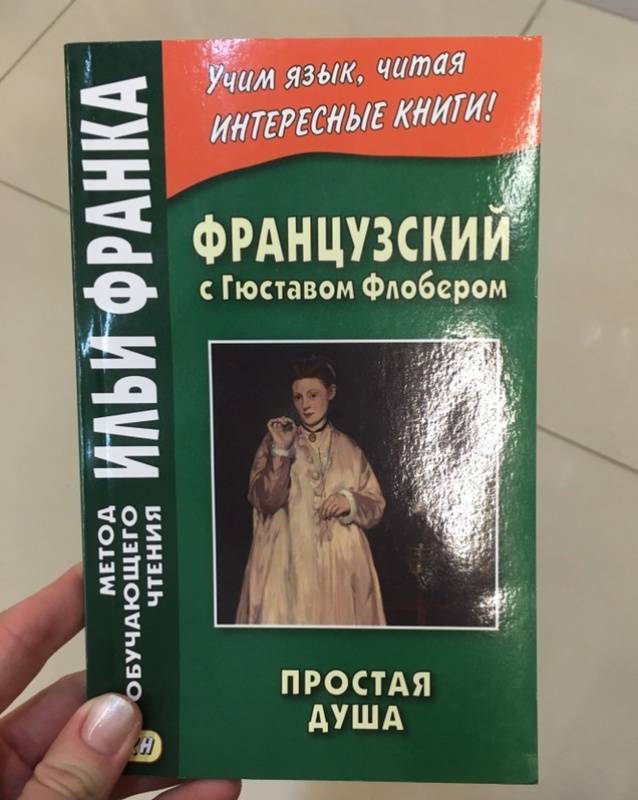 Учим язык, читая
ИНТЕРЕСНЫЕ КНИГИ!
ФРАНЦУЗСКИЙ
с Гюставом Флобером
ПРОСТАЯ
ДУША
МЕТОД
ОБУЧАЮЩЕГО
ЧТЕНИЯ
ИЛЬИ ФРАНКА